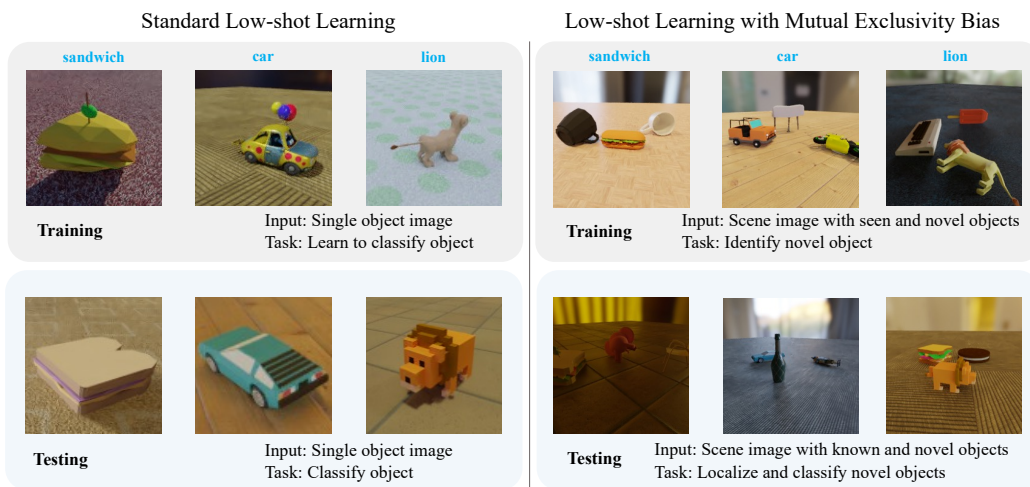 Standard Low-shot Learning
sandwich
car
lion
Training
Input: Single object image
Task: Learn to classify object
Testing
Input: Single object image
Task: Classify object
Low-shot Learning with Mutual Exclusivity Bias
sandwich
car
lion
Training
Input: Scene image with seen and novel objects
Task: Identify novel object
Testing
Input: Scene image with known and novel objects
Task: Localize and classify novel objects